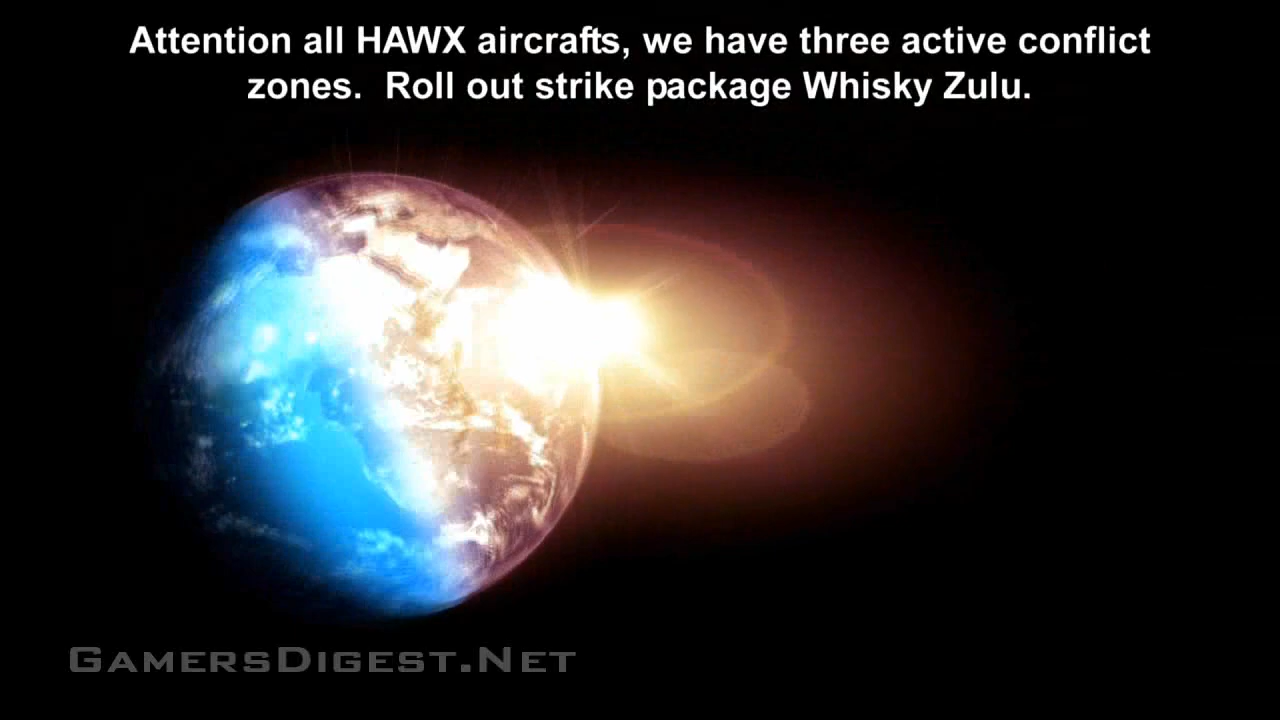 Attention all HAWX aircrafts, we have three active conflict
zones.  Roll out strike package Whisky Zulu.
GamersDigest.Net